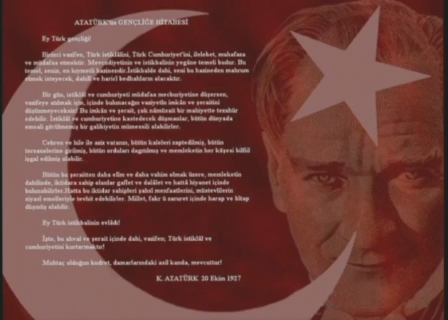 ATATÜRK'ün GENÇLİĞE HİTABESİ
Ey Türk gençliği!
Birinci vazifen, Türk istiklâlini, Türk Cumhuriyet'ini, ilelebet, muhafaza
ve müdafaa etmektir. Mevcudiyetinin ve istikbalinin yegâne temeli budur. Bu
temel, senin, en kıymetli hazinendir. İstikbalde dahi, seni bu hazineden mahrum
etmek isteyecek, dahilî ve haricî bedhahların olacaktır.
Bir gün, istiklâl ve cumhuriyeti müdafaa mecburiyetine düşersen,
vazifeye atılmak için, içinde bulunacağın vaziyetin imkân ve şeraitini
düşünmeyeceksin! Bu imkân ve şerait, çok nâmüsait bir mahiyette tezahür
edebilir. İstiklâl ve cumhuriyetine kastedecek düşmanlar, bütün dünyada
emsali görülmemiş bir galibiyetin mümessili olabilirler.
Cebren ve hile ile aziz vatanın, bütün kaleleri zaptedilmiş, bütün
tersanelerine girilmiş, bütün orduları dağıtılmış ve memleketin her köşesi bilfiil
işgal edilmiş olabilir.
Bütün bu şeraitten daha elîm ve daha vahim olmak üzere, memleketin
dahilinde, iktidara sahip olanlar gaflet ve dalâlet ve hattâ hıyanet içinde
bulunabilirler. Hatta bu iktidar sahipleri şahsî menfaatlerini, müstevlîlerin
siyasî emelleriyle tevhit edebilirler. Millet, fakr ü zaruret içinde harap ve bîtap
düşmüş olabilir.
Ey Türk istikbalinin evlâdı!
İşte, bu ahval ve şerait içinde dahi, vazifen; Türk istiklâl ve
cumhuriyetini kurtarmaktır!
Muhtaç olduğun kudret, damarlarındaki asil kanda, mevcuttur!
K. ATATÜRK 20 Ekim 1927